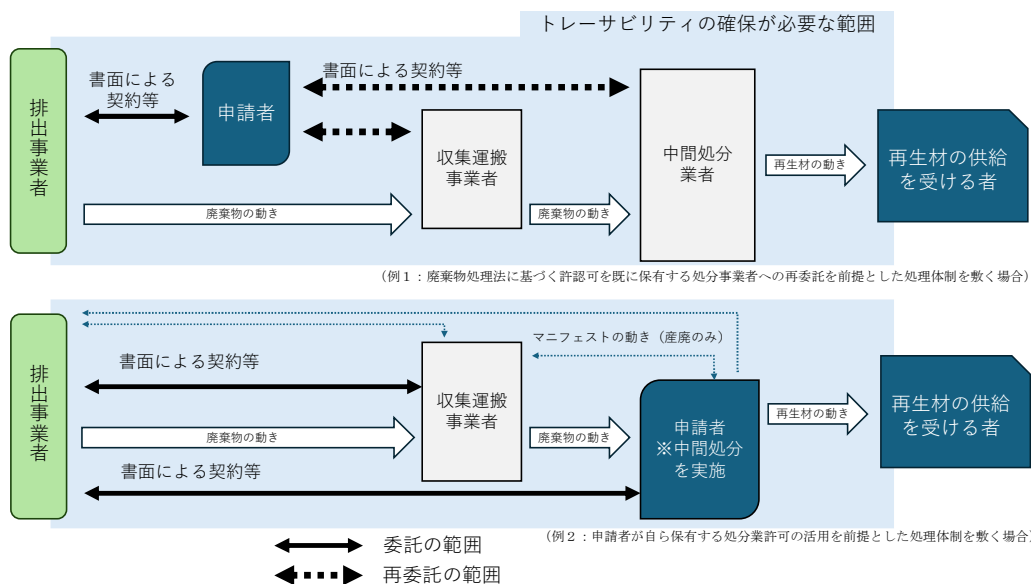 トレーサビリティの確保が必要な範囲
排出事業者
書面による
契約等
申請者
書面による契約等
収集運搬
事業者
中間処分
業者
再生材の動き
再生材の供給
を受ける者
廃棄物の動き
廃棄物の動き
（例１：廃棄物処理法に基づく許認可を既に保有する処分事業者への再委託を前提とした処理体制を敷く場合）
排出事業者
マニフェストの動き（産廃のみ）
書面による契約等
収集運搬
事業者
廃棄物の動き
廃棄物の動き
申請者
※中間処分
を実施
再生材の動き
再生材の供給
を受ける者
書面による契約等
（例２：申請者が自ら保有する処分業許可の活用を前提とした処理体制を敷く場合）
委託の範囲
再委託の範囲